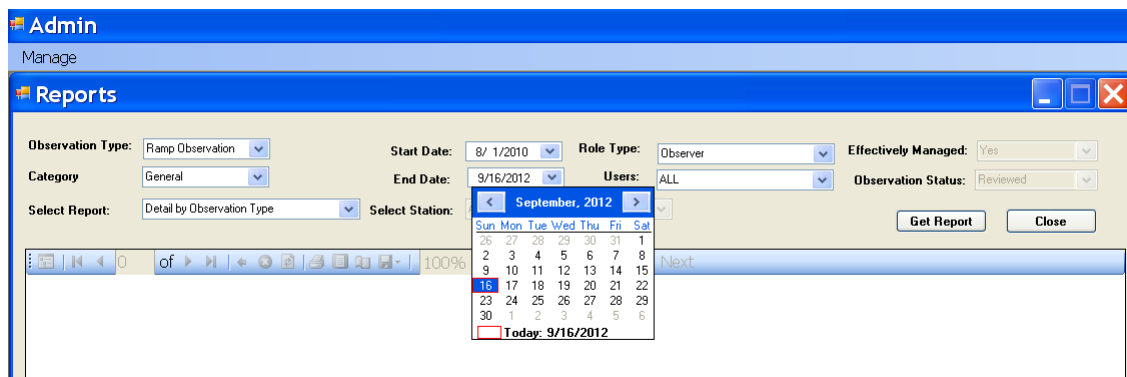 Admin
Manage
Reports
Observation Type: Ramp Observation Start Date: 8/ 1/2010 Role Type: Observer Effectively Managed: Yes
Category General End Date: 9/16/2012 Users: ALL Observation Status: Reviewed
Select Report: Detail by Observation Type Select Station:
Get Report Close
September, 2012
Sun Mon Tue Wed Thu Fri Sat
26 27 28 29 30 31 1
2 3 4 5 6 7 8
9 10 11 12 13 14 15
16 17 18 19 20 21 22
23 24 25 26 27 28 29
30 1 2 3 4 5 6
Today: 9/16/2012
0 of 100% Next